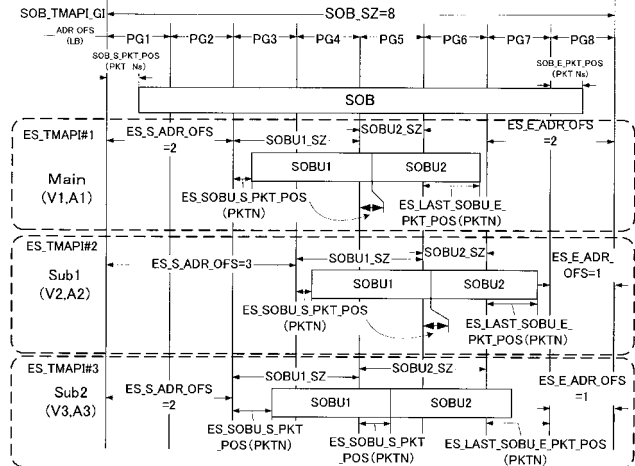 SOB_TMAPI_GI
SOB_SZ=8
ADR_OFS
(LB)
PG1 PG2 PG3 PG4 PG5 PG6 PG7 PG8
SOB_S_PKT_POS
(PKT Ns)
SOB_E_PKT_POS
(PKT Ns)
SOB
ES_TMAPI#1
ES_S_ADR_OFS
=2
SOBU1_SZ
SOBU2_SZ
ES_E_ADR_OFS
=2
Main
(V1,A1)
SOBU1 SOBU2
ES_SOBU_S_PKT_POS
(PKTN)
ES_LAST_SOBU_E_
PKT_POS(PKTN)
ES_TMAPI#2
ES_S_ADR_OFS=3
SOBU1_SZ
SOBU2_SZ
ES_E_ADR_
OFS=1
Sub1
(V2,A2)
SOBU1 SOBU2
ES_SOBU_S_PKT_POS
(PKTN)
ES_LAST_SOBU_E_
PKT_POS(PKTN)
ES_TMAPI#3
ES_S_ADR_OFS
=2
SOBU1_SZ
SOBU2_SZ
ES_E_ADR_OFS
=1
Sub2
(V3,A3)
SOBU1 SOBU2
ES_SOBU_S_PKT
_POS(PKTN)
ES_SOBU_S_PKT
_POS(PKTN)
ES_LAST_SOBU_E_PKT_POS
(PKTN)